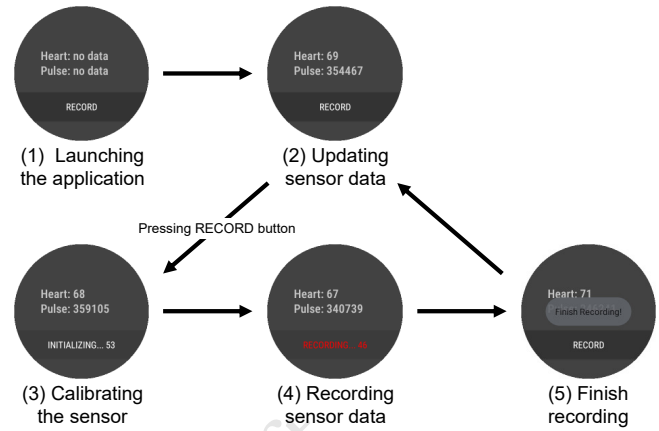 Heart: no data
Pulse: no data
RECORD
(1) Launching
the application
Heart: 69
Pulse: 354467
RECORD
(2) Updating
sensor data
Pressing RECORD button
Heart: 68
Pulse: 359105
INITIALIZING... 53
(3) Calibrating
the sensor
Heart: 67
Pulse: 340739
RECORDING...
(4) Recording
sensor data
Heart: 71
Finish Recording!
RECORD
(5) Finish
recording